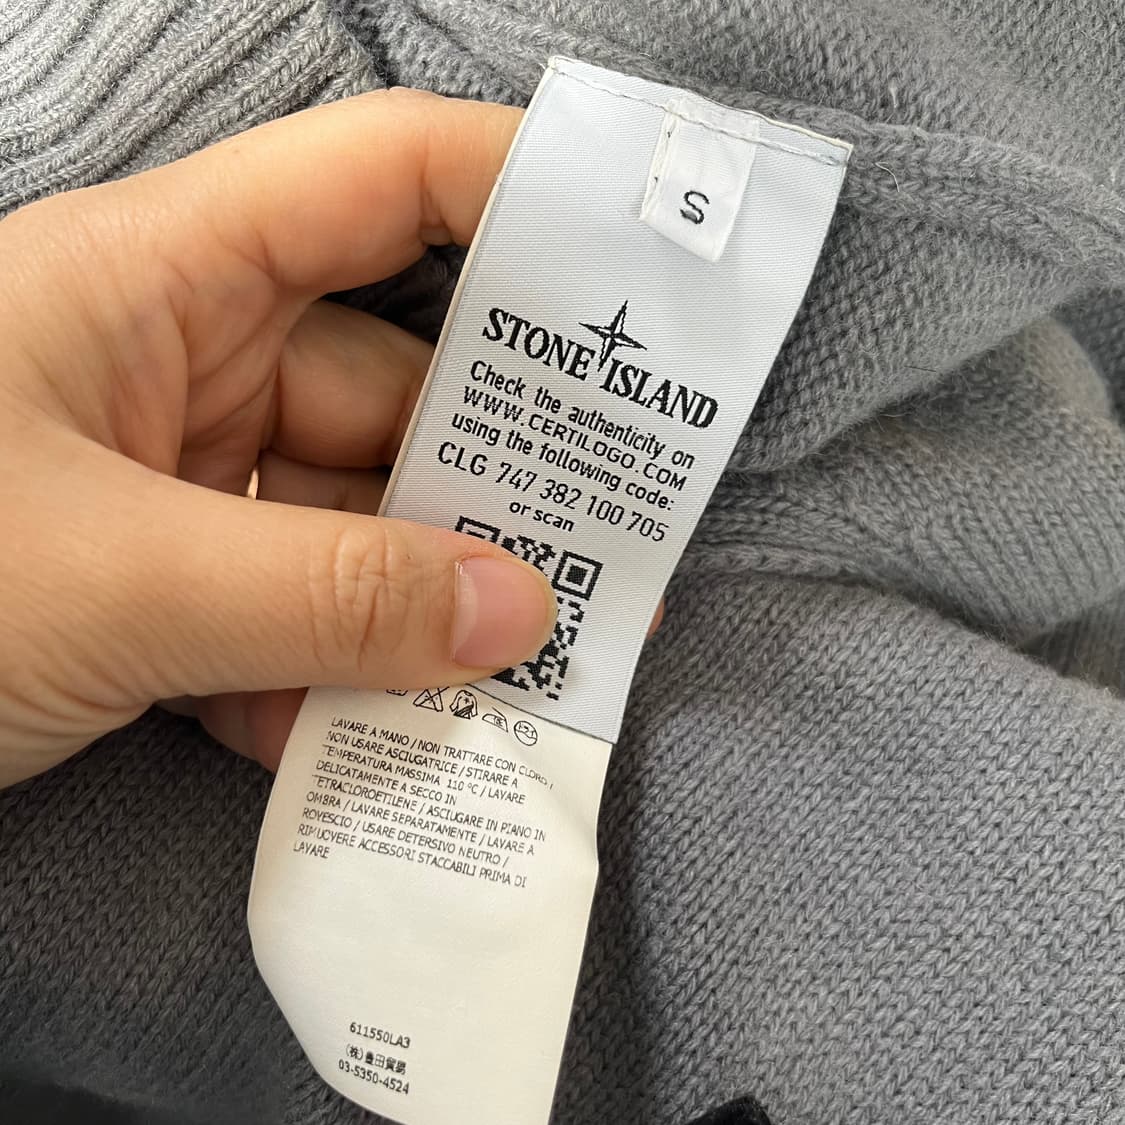 S
STONE ISLAND
Check the authenticity on
WWW.CERTILOGO.COM
using the following code:
CLG 747 382 100 705
or scan
LAVARE A MANO / NON TRATTARE CON CLORO /
NON USARE ASCIUGATRICE / STIRARE A
TEMPERATURA MASSIMA 110 °C / LAVARE
DELICATAMENTE A SECCO IN
TETRACLOROETILENE / ASCIUGARE IN PIANO IN
OMBRA / LAVARE SEPARATAMENTE / LAVARE A
ROVESCIO / USARE DETERSIVO NEUTRO /
RIMUOVERE ACCESSORI STACCABILI PRIMA DI
LAVARE
611550LA3
(株)豊田貿易
03-5350-4524